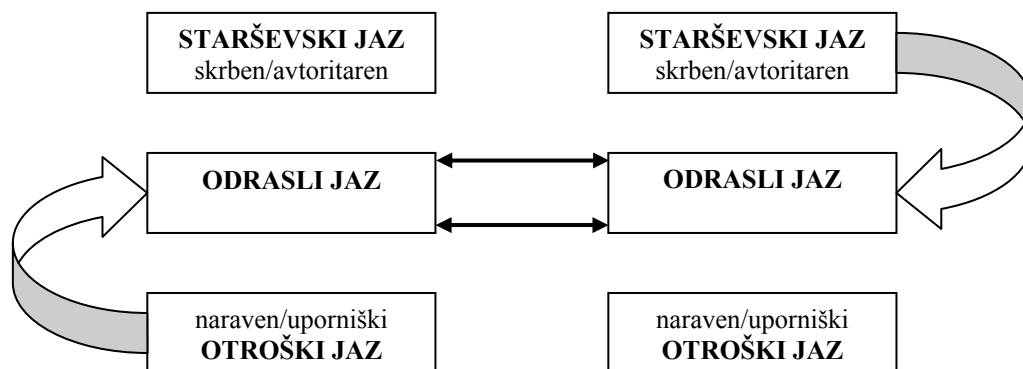 STARŠEVSKI JAZ
skrben/avtoritaren
STARŠEVSKI JAZ
skrben/avtoritaren
ODRASLI JAZ
ODRASLI JAZ
naraven/uporniški
OTROŠKI JAZ
naraven/uporniški
OTROŠKI JAZ